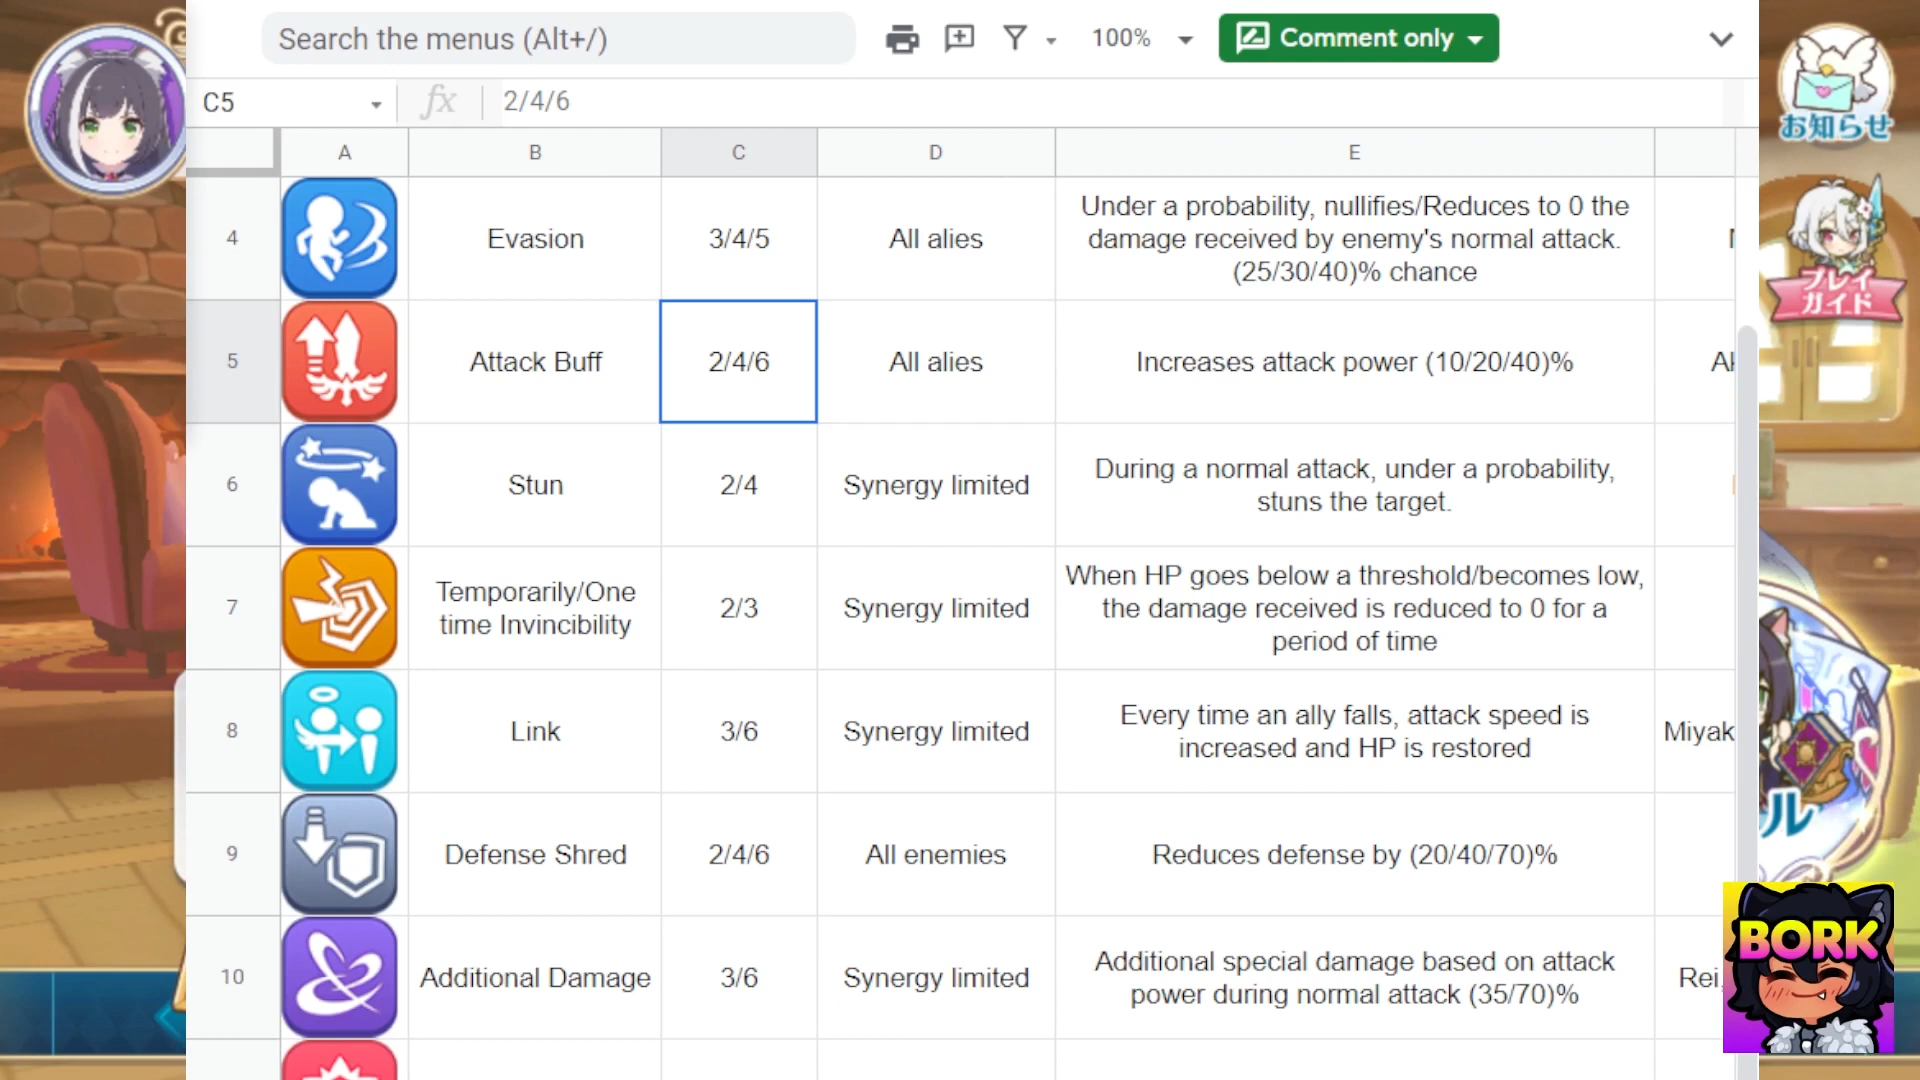 Search the menus (Alt+/)
100%
Comment only
C5
fx
2/4/6
A
B
C
D
E
4
Evasion
3/4/5
All alies
Under a probability, nullifies/Reduces to 0 the
damage received by enemy's normal attack.
(25/30/40)% chance
5
Attack Buff
2/4/6
All alies
Increases attack power (10/20/40)%
6
Stun
2/4
Synergy limited
During a normal attack, under a probability,
stuns the target.
7
Temporarily/One
time Invincibility
2/3
Synergy limited
When HP goes below a threshold/becomes low,
the damage received is reduced to 0 for a
period of time
8
Link
3/6
Synergy limited
Every time an ally falls, attack speed is
increased and HP is restored
Miyak
9
Defense Shred
2/4/6
All enemies
Reduces defense by (20/40/70)%
10
Additional Damage
3/6
Synergy limited
Additional special damage based on attack
power during normal attack (35/70)%
Rei,
お知らせ
プレイ
ガイド
ル
BORK